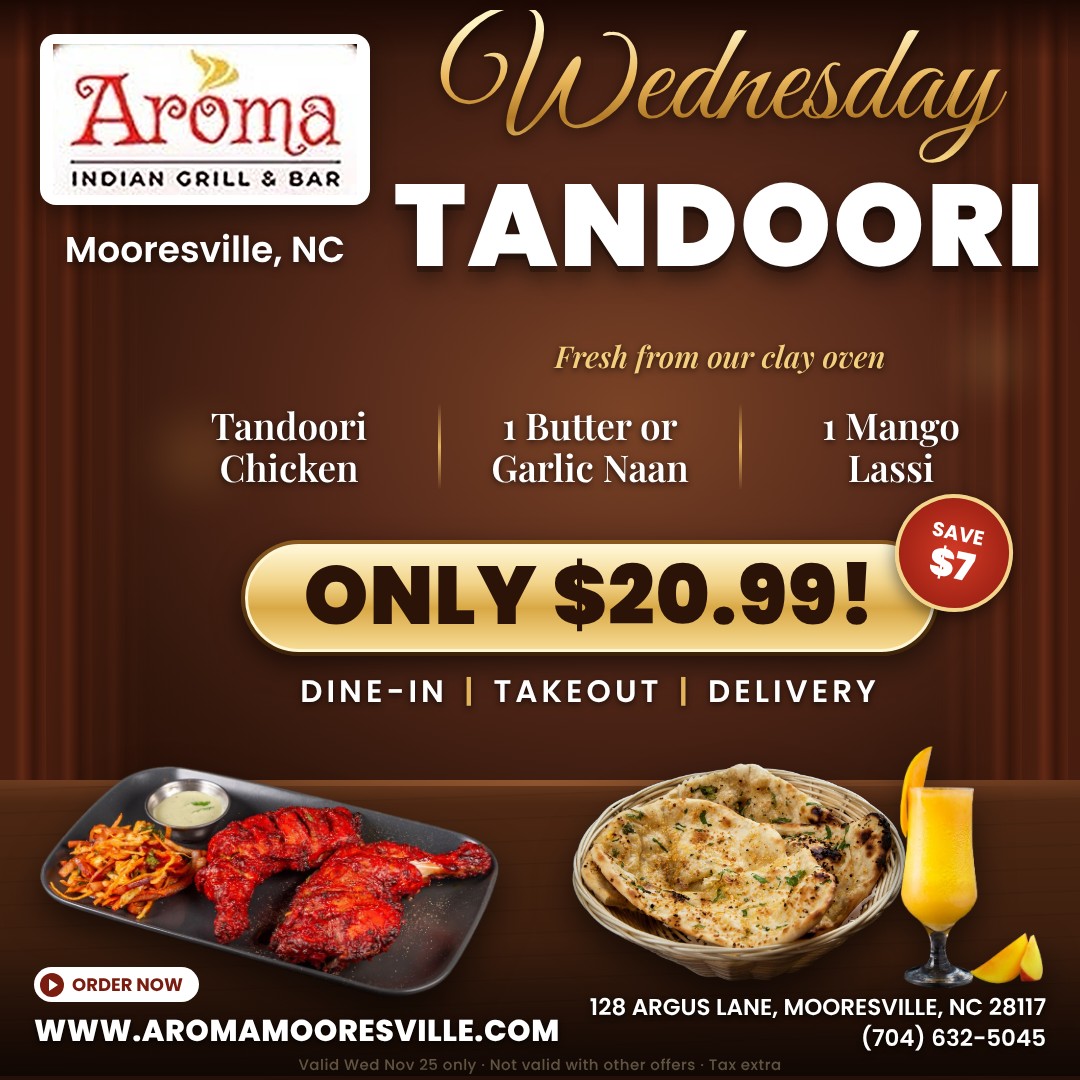 Aroma
INDIAN GRILL & BAR
Mooresville, NC
Wednesday
TANDOORI
Fresh from our clay oven
Tandoori
Chicken
1 Butter or
Garlic Naan
1 Mango
Lassi
SAVE
$7
ONLY $20.99!
DINE-IN | TAKEOUT | DELIVERY
ORDER NOW
WWW.AROMAMOORESVILLE.COM
128 ARGUS LANE, MOORESVILLE, NC 28117
(704) 632-5045
Valid Wed Nov 25 only · Not valid with other offers · Tax extra